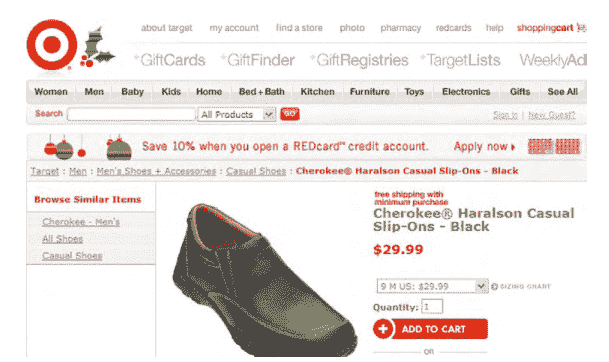 about target my account find a store photo pharmacy redcards help shoppingcart
*GiftCards *GiftFinder *GiftRegistries *TargetLists WeeklyAd
Women Men Baby Kids Home Bed+Bath Kitchen Furniture Toys Electronics Gifts See All
Search All Products GO Sign In | New Guest?
Save 10% when you open a REDcard™ credit account. Apply now
Target : Men : Men's Shoes + Accessories : Casual Shoes : Cherokee® Haralson Casual Slip-Ons - Black
Browse Similar Items
Cherokee - Men's
All Shoes
Casual Shoes
free shipping with
minimum purchase
Cherokee® Haralson Casual
Slip-Ons - Black
$29.99
9 M US: $29.99 SIZING CHART
Quantity: 1
ADD TO CART
OR